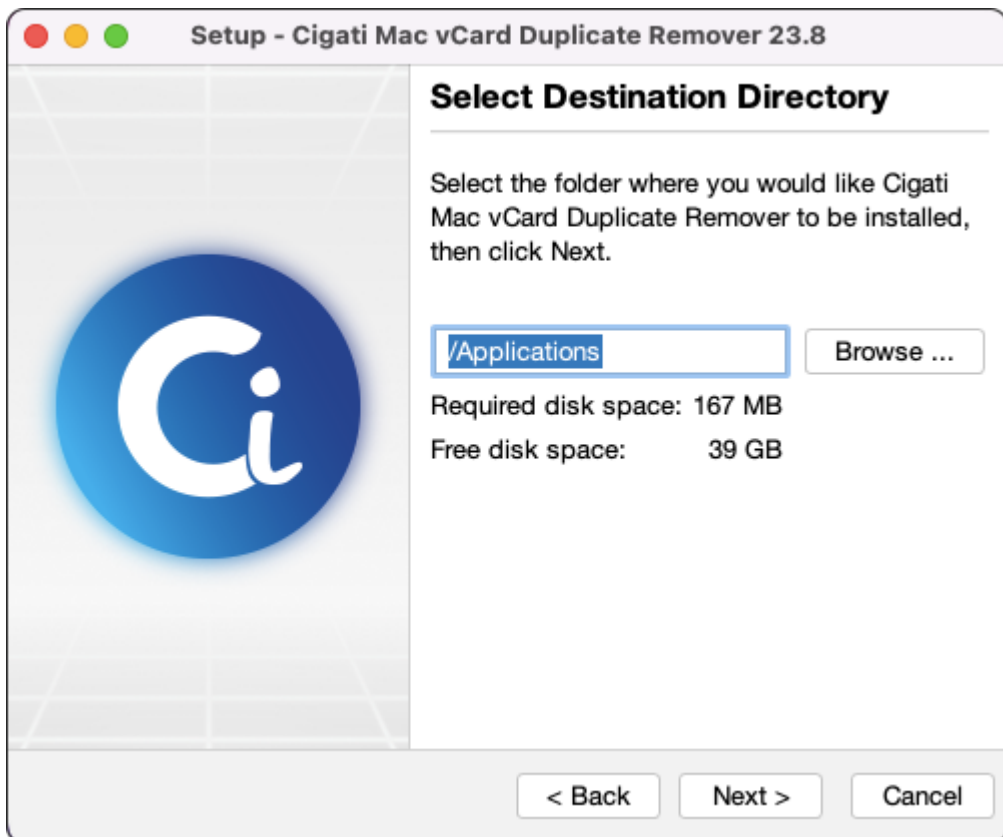 Setup - Cigati Mac vCard Duplicate Remover 23.8
Select Destination Directory
Select the folder where you would like Cigati
Mac vCard Duplicate Remover to be installed,
then click Next.
/Applications
Browse ...
Required disk space: 167 MB
Free disk space: 39 GB
Ci
< Back
Next >
Cancel